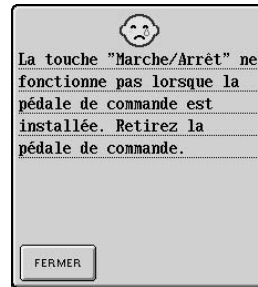 La touche "Marche/Arrêt" ne
fonctionne pas lorsque la
pédale de commande est
installée. Retirez la
pédale de commande.
FERMER